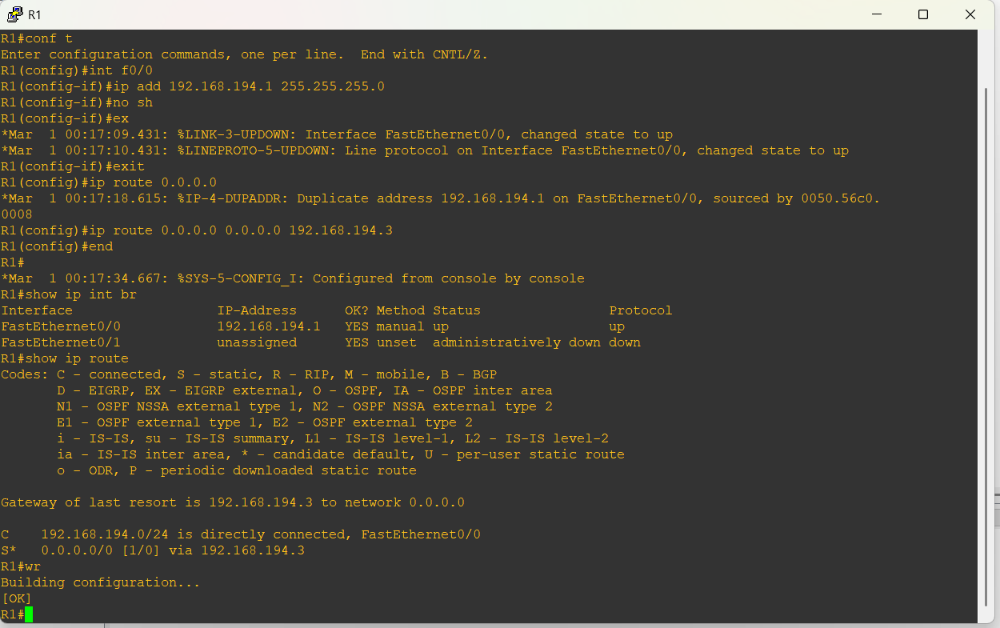 R1
R1#conf t
Enter configuration commands, one per line.  End with CNTL/Z.
R1(config)#int f0/0
R1(config-if)#ip add 192.168.194.1 255.255.255.0
R1(config-if)#no sh
R1(config-if)#ex
*Mar  1 00:17:09.431: %LINK-3-UPDOWN: Interface FastEthernet0/0, changed state to up
*Mar  1 00:17:10.431: %LINEPROTO-5-UPDOWN: Line protocol on Interface FastEthernet0/0, changed state to up
R1(config-if)#exit
R1(config)#ip route 0.0.0.0
*Mar  1 00:17:18.615: %IP-4-DUPADDR: Duplicate address 192.168.194.1 on FastEthernet0/0, sourced by 0050.56c0.
0008
R1(config)#ip route 0.0.0.0 0.0.0.0 192.168.194.3
R1(config)#end
R1#
*Mar  1 00:17:34.667: %SYS-5-CONFIG_I: Configured from console by console
R1#show ip int br
Interface                  IP-Address      OK? Method Status                Protocol
FastEthernet0/0            192.168.194.1   YES manual up                    up
FastEthernet0/1            unassigned      YES unset  administratively down down
R1#show ip route
Codes: C - connected, S - static, R - RIP, M - mobile, B - BGP
       D - EIGRP, EX - EIGRP external, O - OSPF, IA - OSPF inter area
       N1 - OSPF NSSA external type 1, N2 - OSPF NSSA external type 2
       E1 - OSPF external type 1, E2 - OSPF external type 2
       i - IS-IS, su - IS-IS summary, L1 - IS-IS level-1, L2 - IS-IS level-2
       ia - IS-IS inter area, * - candidate default, U - per-user static route
       o - ODR, P - periodic downloaded static route

Gateway of last resort is 192.168.194.3 to network 0.0.0.0

C    192.168.194.0/24 is directly connected, FastEthernet0/0
S*   0.0.0.0/0 [1/0] via 192.168.194.3
R1#wr
Building configuration...
[OK]
R1#